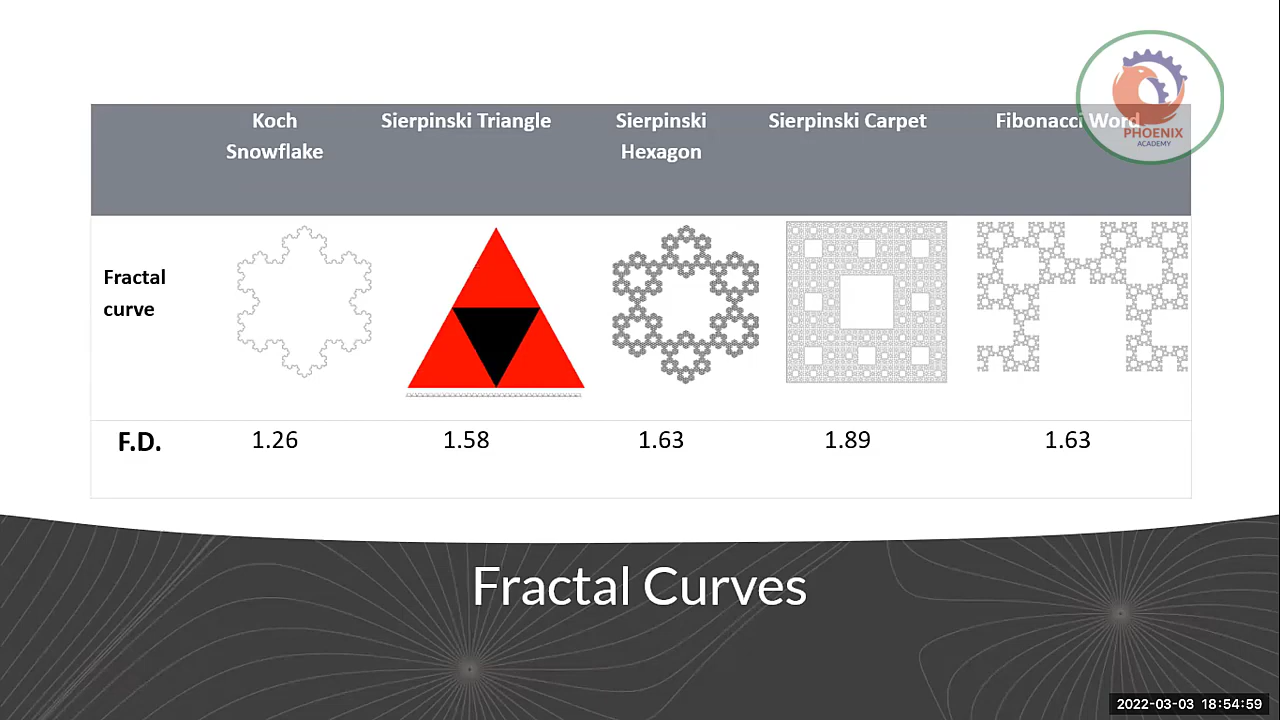 Koch Snowflake
Sierpinski Triangle
Sierpinski Hexagon
Sierpinski Carpet
Fibonacci Word
PHOENIX
ACADEMY
Fractal curve
F.D.
1.26
1.58
1.63
1.89
1.63
Fractal Curves
2022-03-03 18:54:59